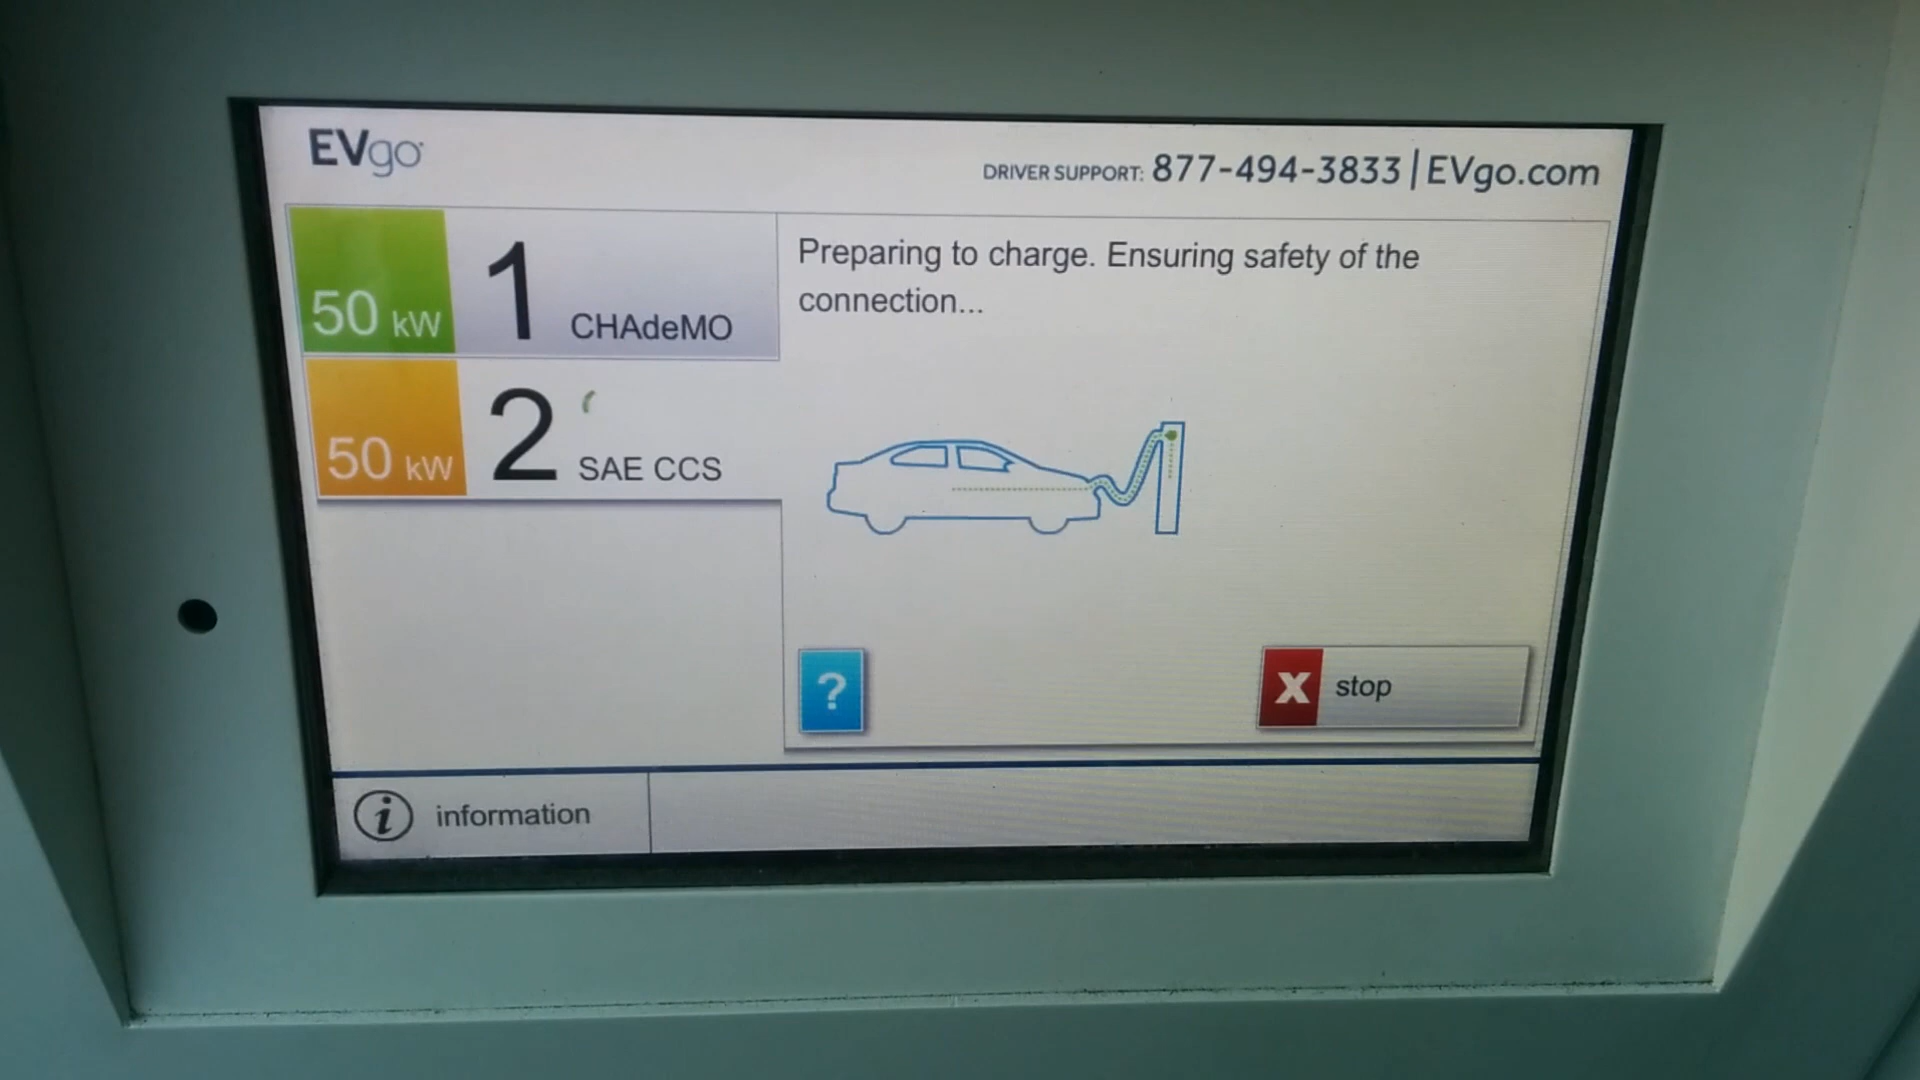 EVgo
DRIVER SUPPORT: 877-494-3833 | EVgo.com
50 kW 1 CHAdeMO
50 kW 2 SAE CCS
Preparing to charge. Ensuring safety of the
connection...
?
X stop
i information